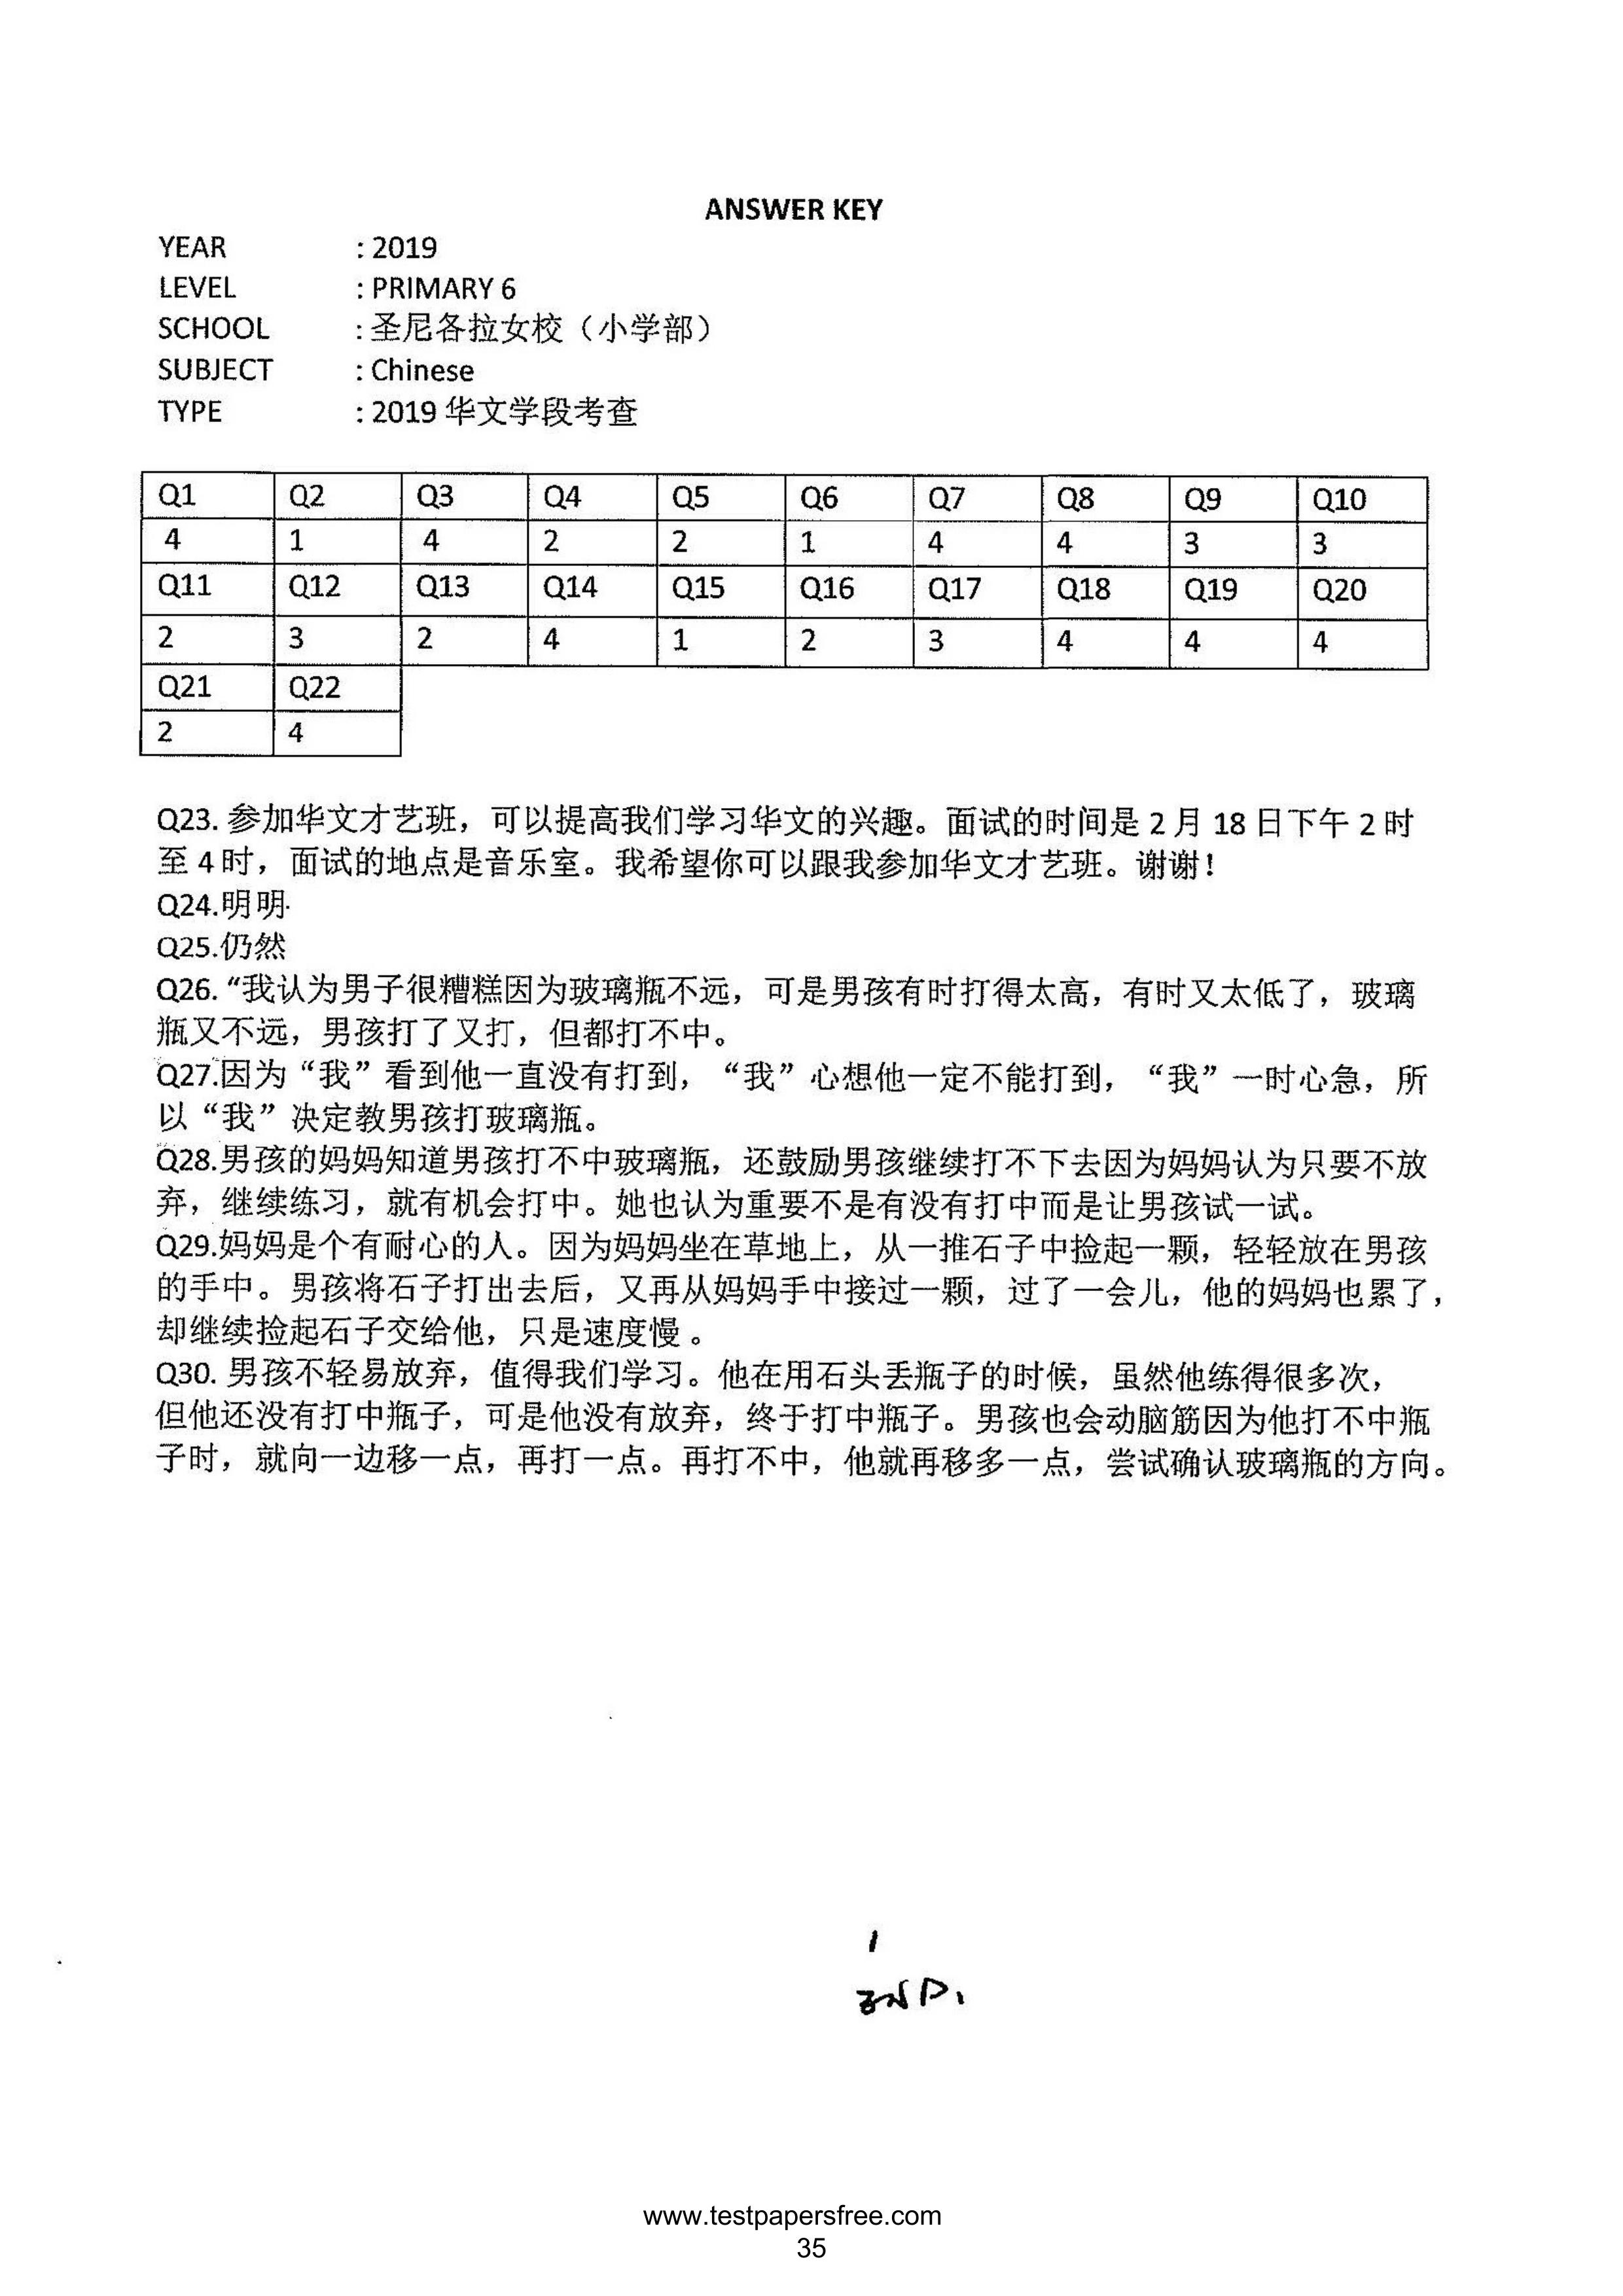 ANSWER KEY
YEAR : 2019
LEVEL : PRIMARY 6
SCHOOL : 圣尼各拉女校（小学部）
SUBJECT : Chinese
TYPE : 2019 华文学段考查
Q1 Q2 Q3 Q4 Q5 Q6 Q7 Q8 Q9 Q10
4 1 4 2 2 1 4 4 3 3
Q11 Q12 Q13 Q14 Q15 Q16 Q17 Q18 Q19 Q20
2 3 2 4 1 2 3 4 4 4
Q21 Q22
2 4
Q23. 参加华文才艺班，可以提高我们学习华文的兴趣。面试的时间是 2 月 18 日下午 2 时
至 4 时，面试的地点是音乐室。我希望你可以跟我参加华文才艺班。谢谢！
Q24.明明
Q25.仍然
Q26. “我认为男子很糟糕因为玻璃瓶不远，可是男孩有时打得太高，有时又太低了，玻璃
瓶又不远，男孩打了又打，但都打不中。
Q27.因为“我”看到他一直没有打到，“我”心想他一定不能打到，“我”一时心急，所
以“我”决定教男孩打玻璃瓶。
Q28.男孩的妈妈知道男孩打不中玻璃瓶，还鼓励男孩继续打不下去因为妈妈认为只要不放
弃，继续练习，就有机会打中。她也认为重要不是有没有打中而是让男孩试一试。
Q29.妈妈是个有耐心的人。因为妈妈坐在草地上，从一推石子中捡起一颗，轻轻放在男孩
的手中。男孩将石子打出去后，又再从妈妈手中接过一颗，过了一会儿，他的妈妈也累了，
却继续捡起石子交给他，只是速度慢。
Q30. 男孩不轻易放弃，值得我们学习。他在用石头丢瓶子的时候，虽然他练得很多次，
但他还没有打中瓶子，可是他没有放弃，终于打中瓶子。男孩也会动脑筋因为他打不中瓶
子时，就向一边移一点，再打一点。再打不中，他就再移多一点，尝试确认玻璃瓶的方向。
1
www.testpapersfree.com
35